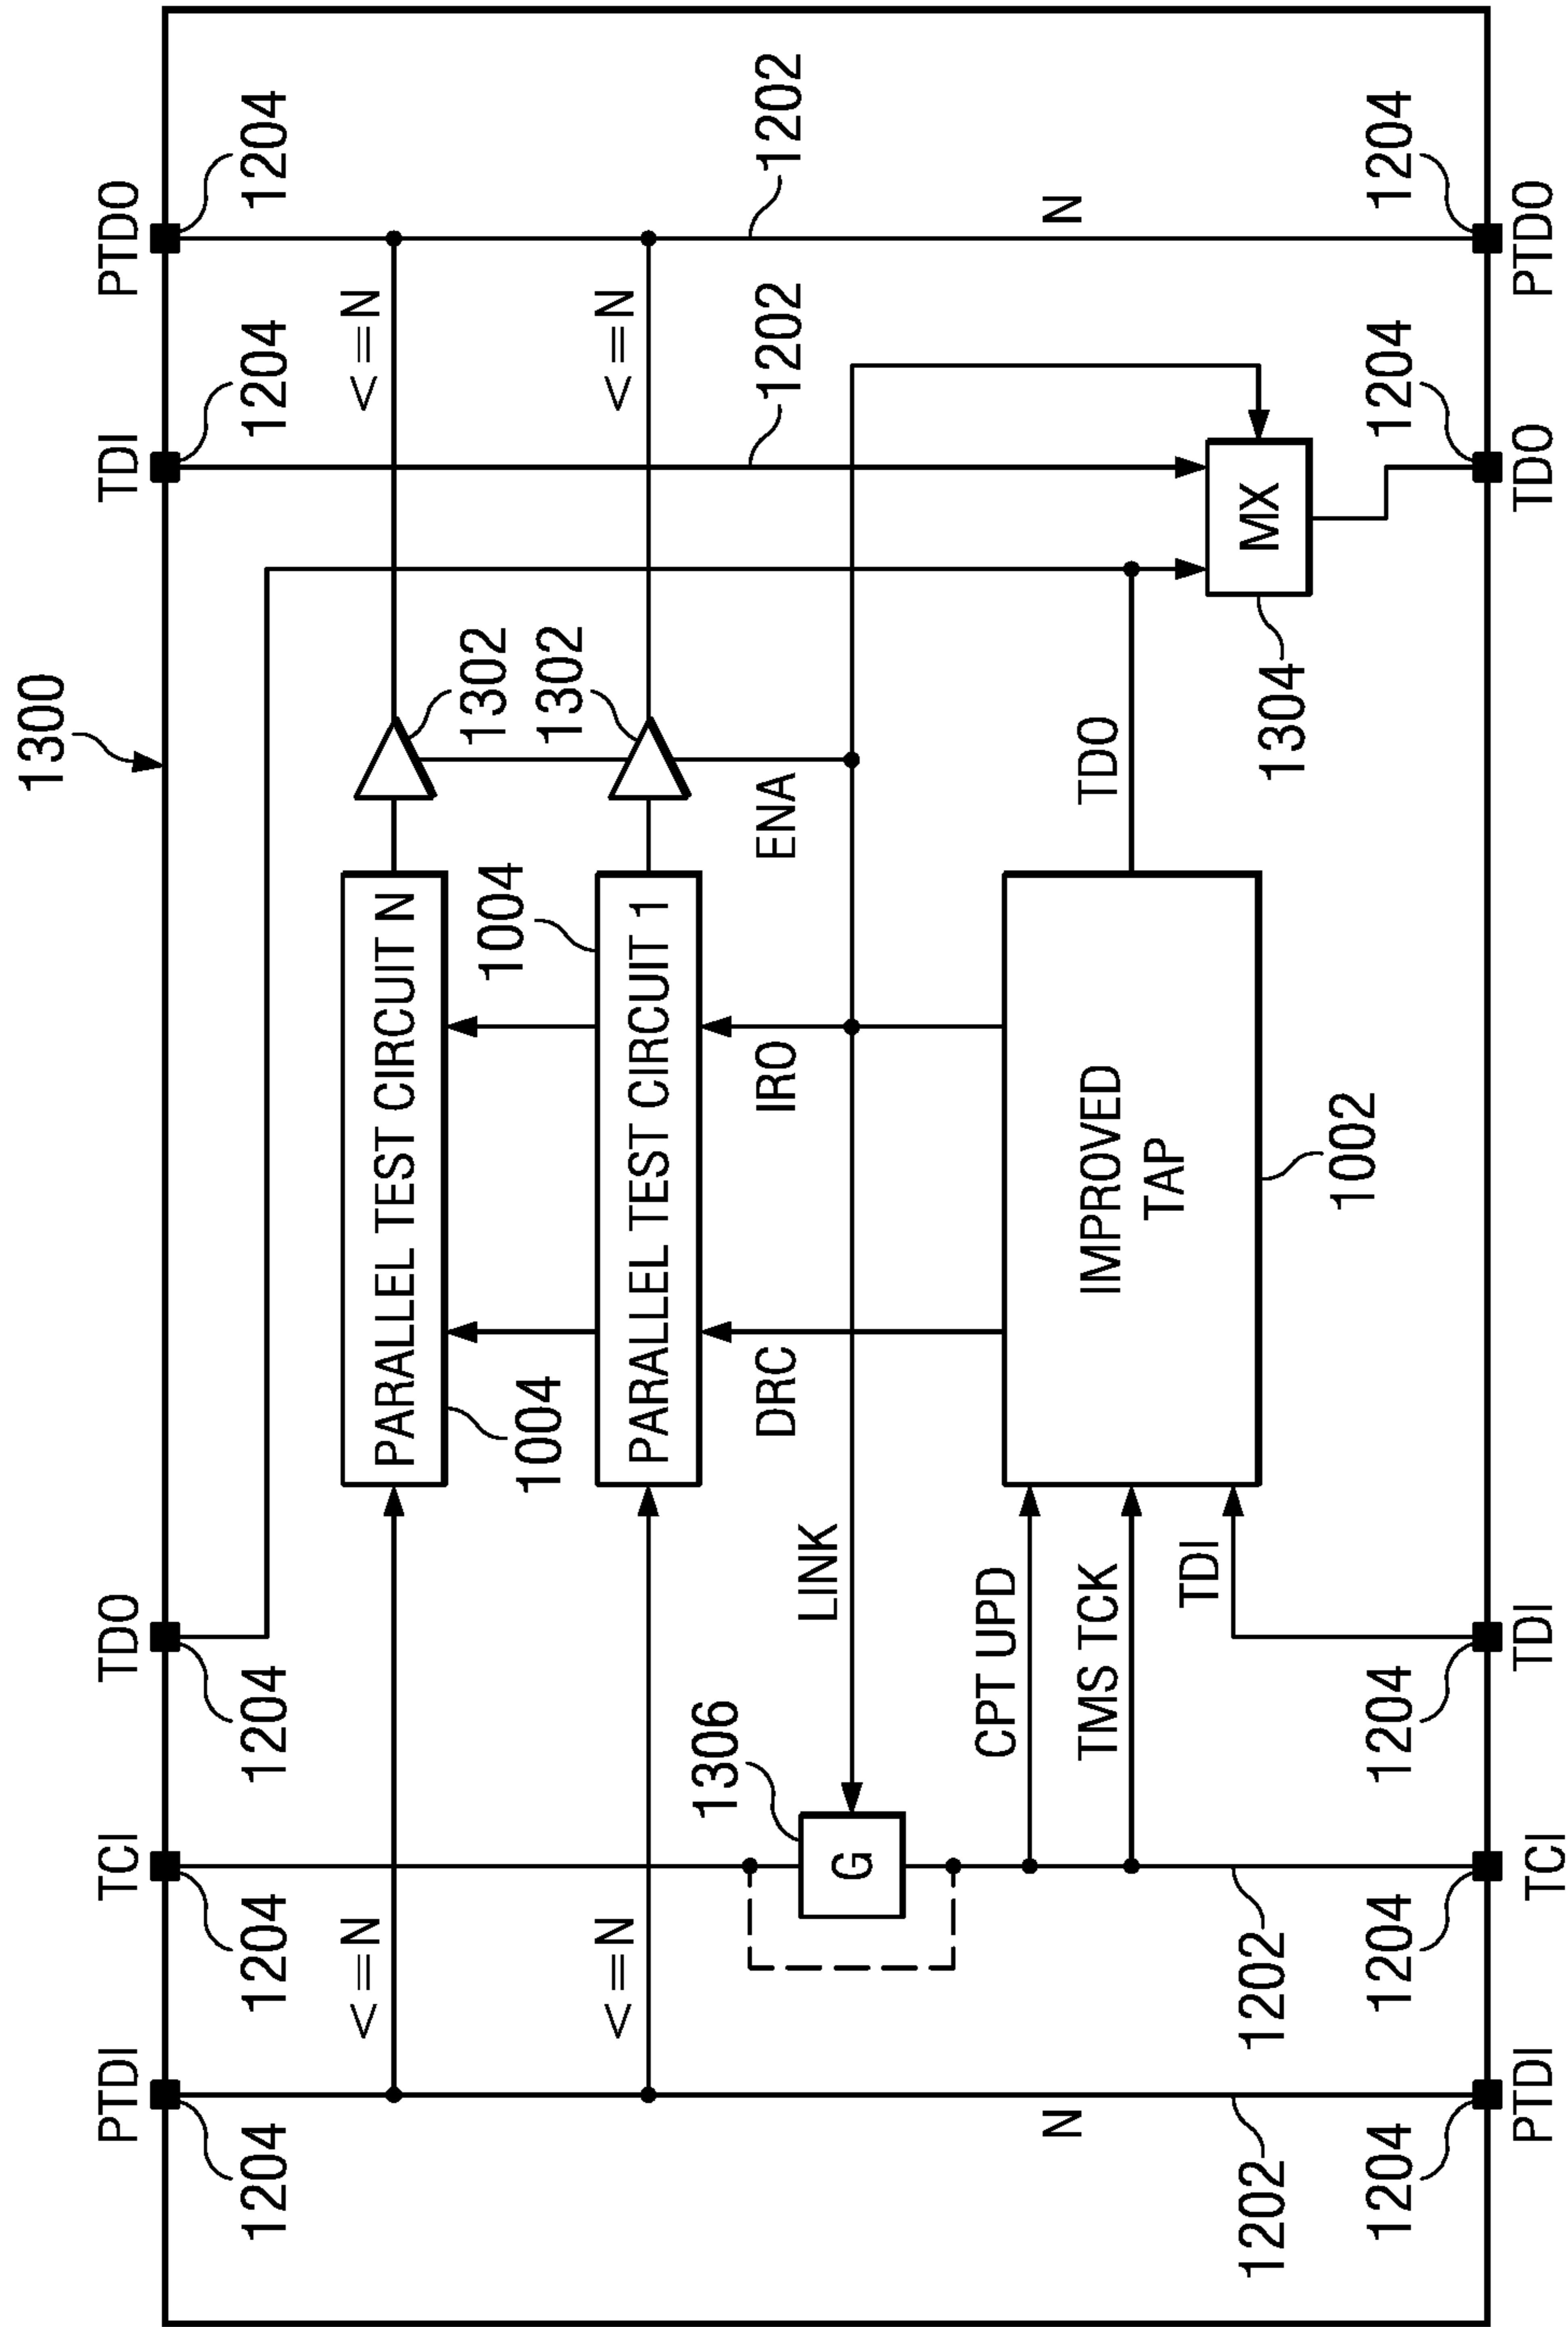 1300
PTDI
TCI
TDO
TDI
PTDO
1204
1204
1204
1204
1204
<=N
<=N
PARALLEL TEST CIRCUIT N
1302
1004
1004
1302
<=N
<=N
PARALLEL TEST CIRCUIT 1
1306
DRC
IRO
ENA
1202
1202
LINK
G
CPT UPD
N
N
TMS TCK
IMPROVED
TAP
TDO
TDI
1202
1202
MX
1304
1002
1204
1204
1204
1204
1204
PTDI
TCI
TDI
TDO
PTDO